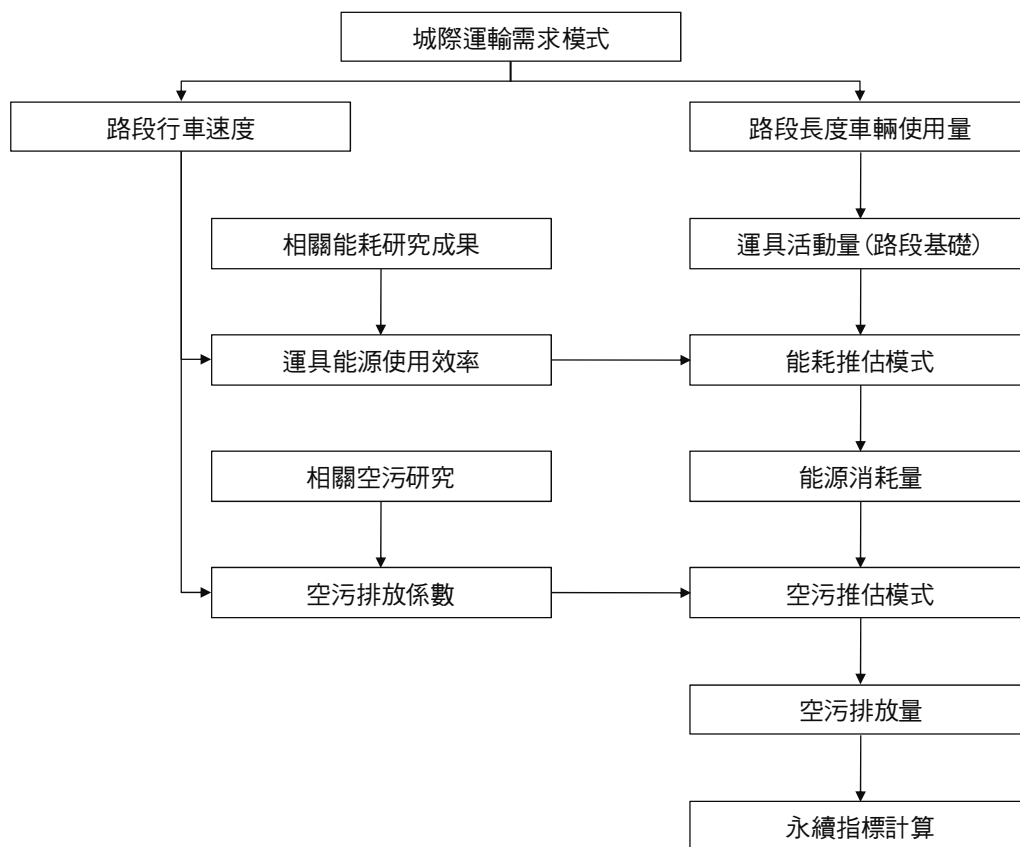 城際運輸需求模式
路段行車速度
路段長度車輛使用量
相關能耗研究成果
運具活動量(路段基礎)
運具能源使用效率
能耗推估模式
相關空污研究
能源消耗量
空污排放係數
空污推估模式
空污排放量
永續指標計算